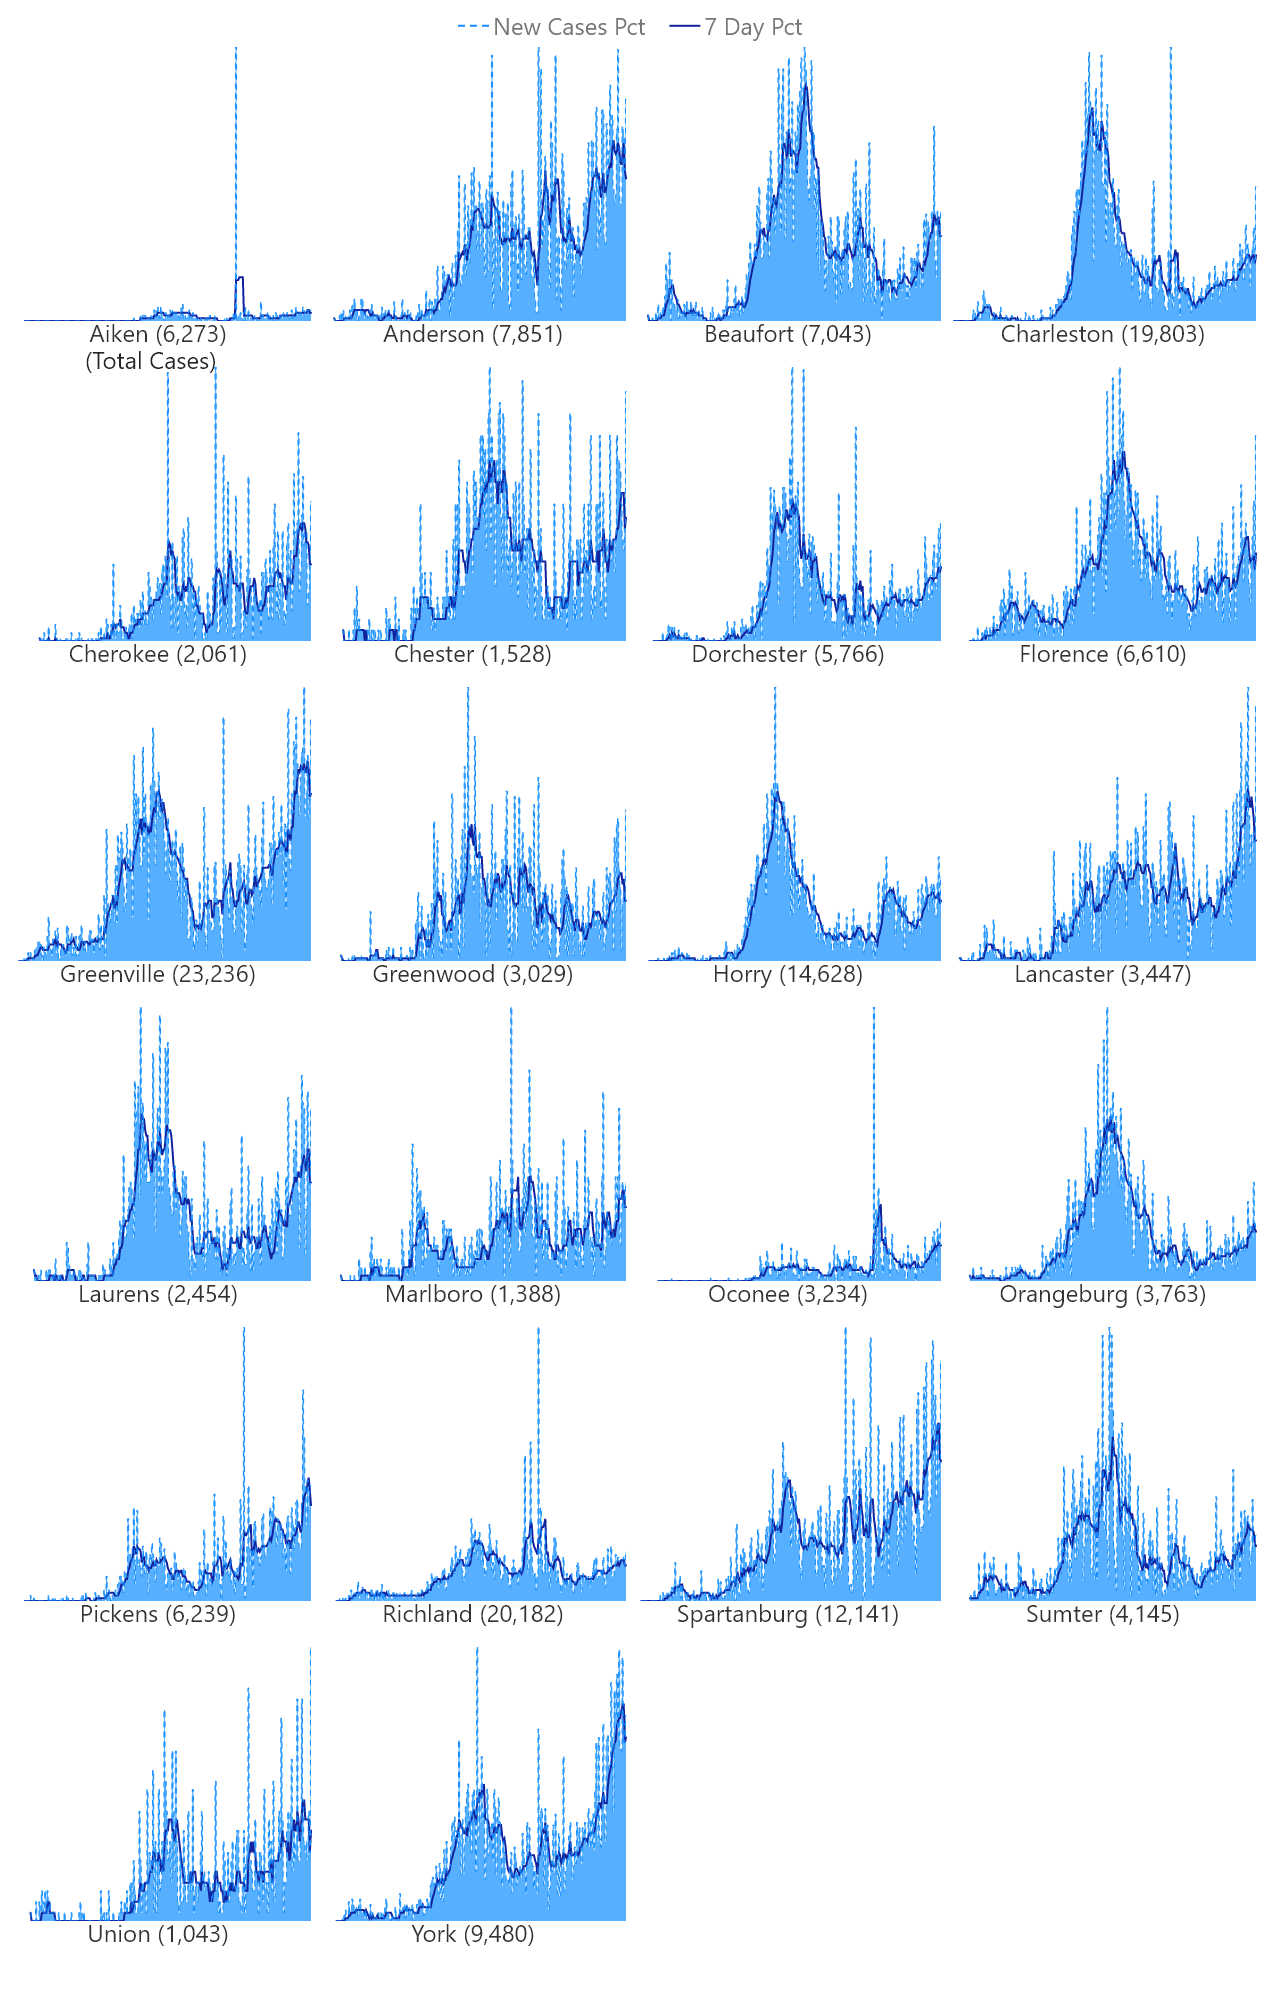 New Cases Pct 7 Day Pct
Aiken (6,273)
(Total Cases)
Anderson (7,851)
Beaufort (7,043)
Charleston (19,803)
Cherokee (2,061)
Chester (1,528)
Dorchester (5,766)
Florence (6,610)
Greenville (23,236)
Greenwood (3,029)
Horry (14,628)
Lancaster (3,447)
Laurens (2,454)
Marlboro (1,388)
Oconee (3,234)
Orangeburg (3,763)
Pickens (6,239)
Richland (20,182)
Spartanburg (12,141)
Sumter (4,145)
Union (1,043)
York (9,480)